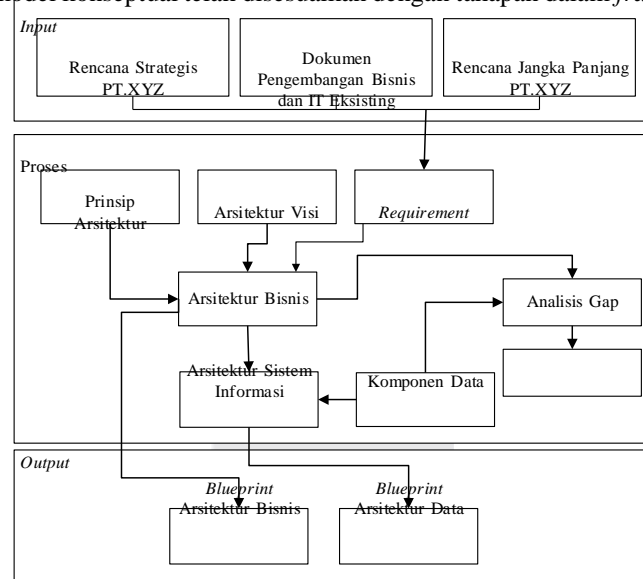 model konseptual telah disesuaikan dengan tahapan dalam
Input
Rencana Strategis
PT.XYZ
Dokumen
Pengembangan Bisnis
dan IT Eksisting
Rencana Jangka Panjang
PT.XYZ
Proses
Prinsip
Arsitektur
Arsitektur Visi
Requirement
Arsitektur Bisnis
Analisis Gap
Arsitektur Sistem
Informasi
Komponen Data
Output
Blueprint
Arsitektur Bisnis
Blueprint
Arsitektur Data